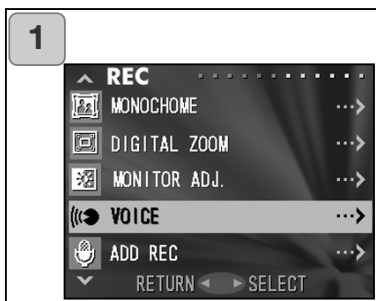 1
REC
MONOCHOME
DIGITAL ZOOM
MONITOR ADJ.
VOICE
ADD REC
RETURN SELECT